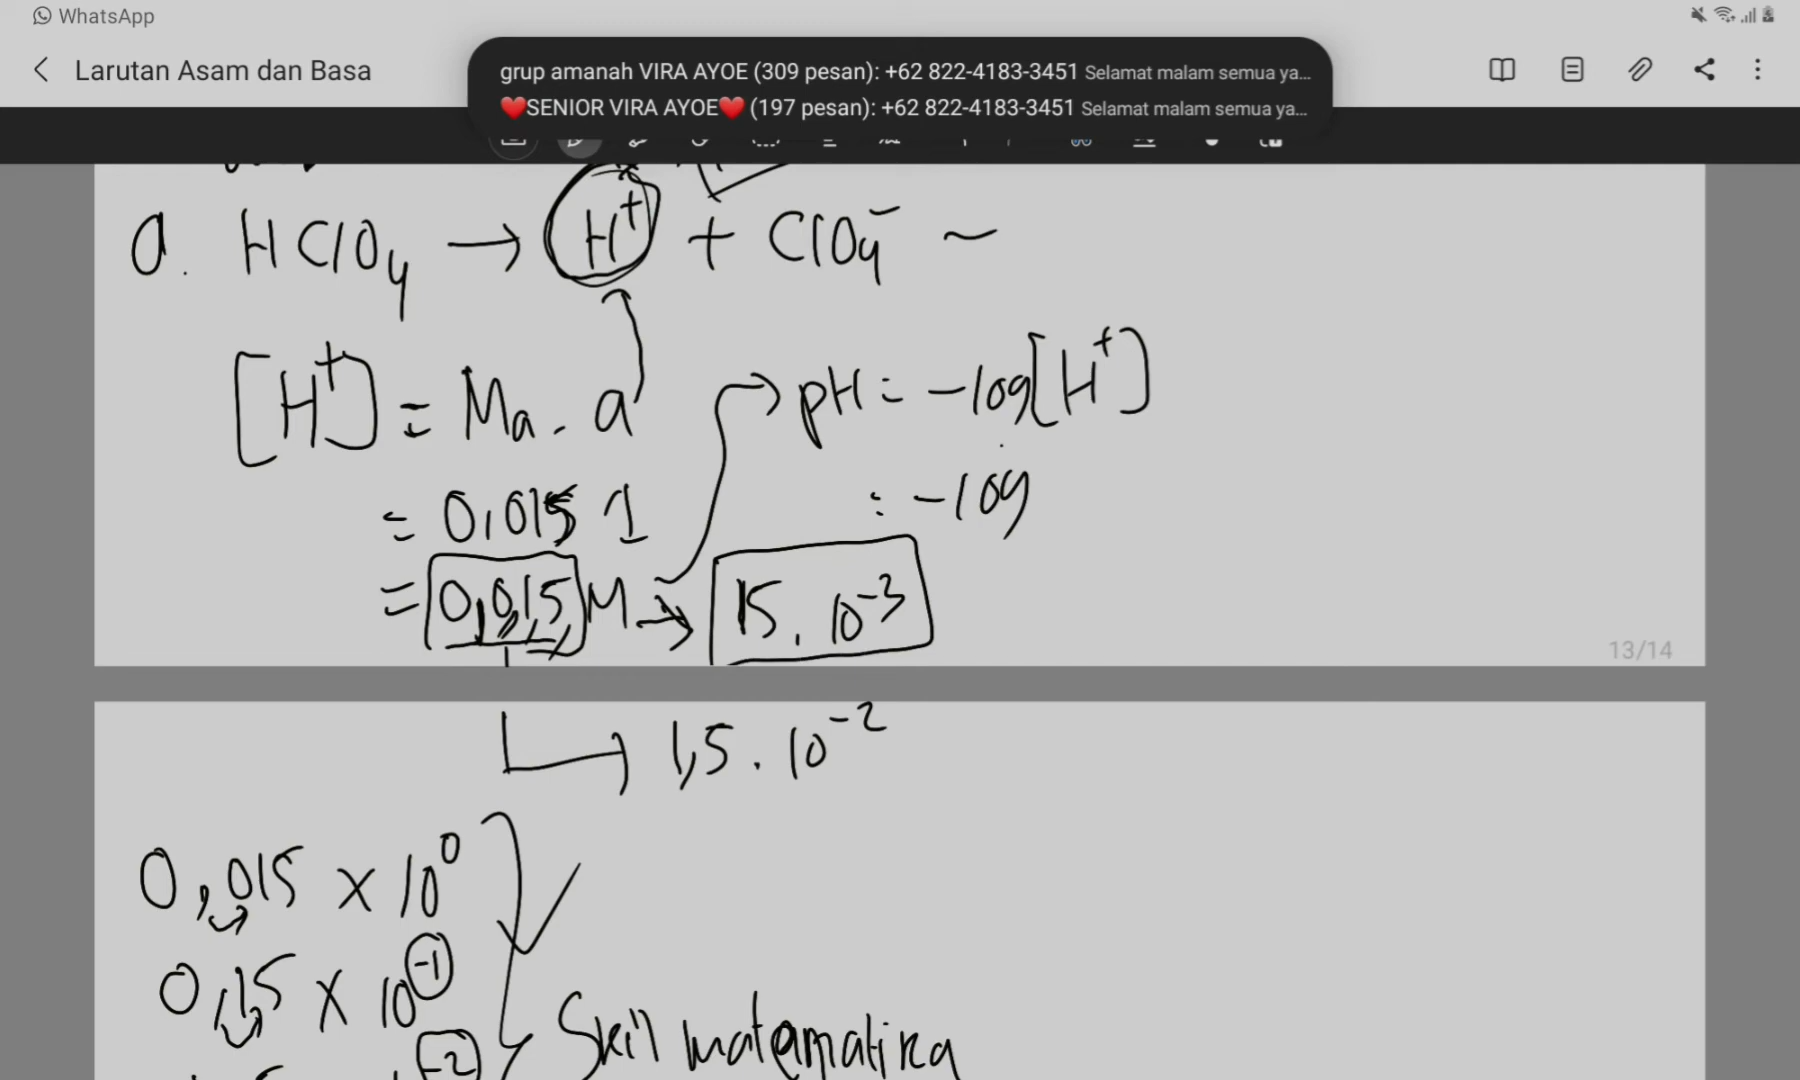 WhatsApp
Larutan Asam dan Basa
grup amanah VIRA AYOE (309 pesan): +62 822-4183-3451 Selamat malam semua ya...
❤️SENIOR VIRA AYOE❤️ (197 pesan): +62 822-4183-3451 Selamat malam semua ya...
a. HClO4 → H+ + ClO4- ~
[H+] = Ma . a
→ pH = -log[H+]
= 0,015 1
= -log
= 0,015 M → 15 . 10^-3
13/14
1,5 . 10^-2
0,015 x 10^0
0,15 x 10^-1
-2
Skil matematika